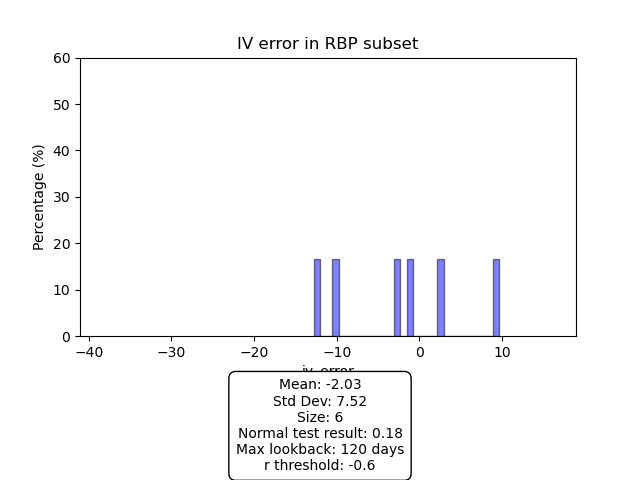 IV error in RBP subset
60
50
40
30
20
10
0
Percentage (%)
−40 −30 −20 −10 0 10
iv_error
Mean: -2.03
Std Dev: 7.52
Size: 6
Normal test result: 0.18
Max lookback: 120 days
r threshold: -0.6